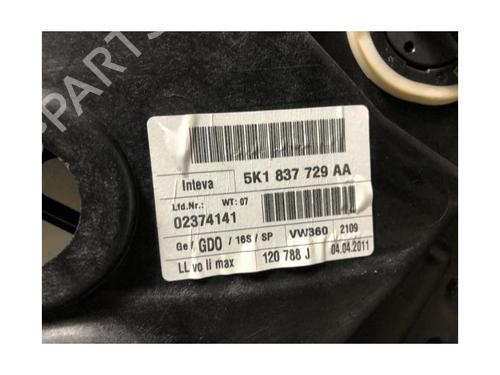 PARTS
Inteva 5K1 837 729 AA
Lfd.Nr.: WT: 07
02374141
Ge / GDO / 16S / SP VW360 2109
LL vo li max 120 788 J 04.04.2011